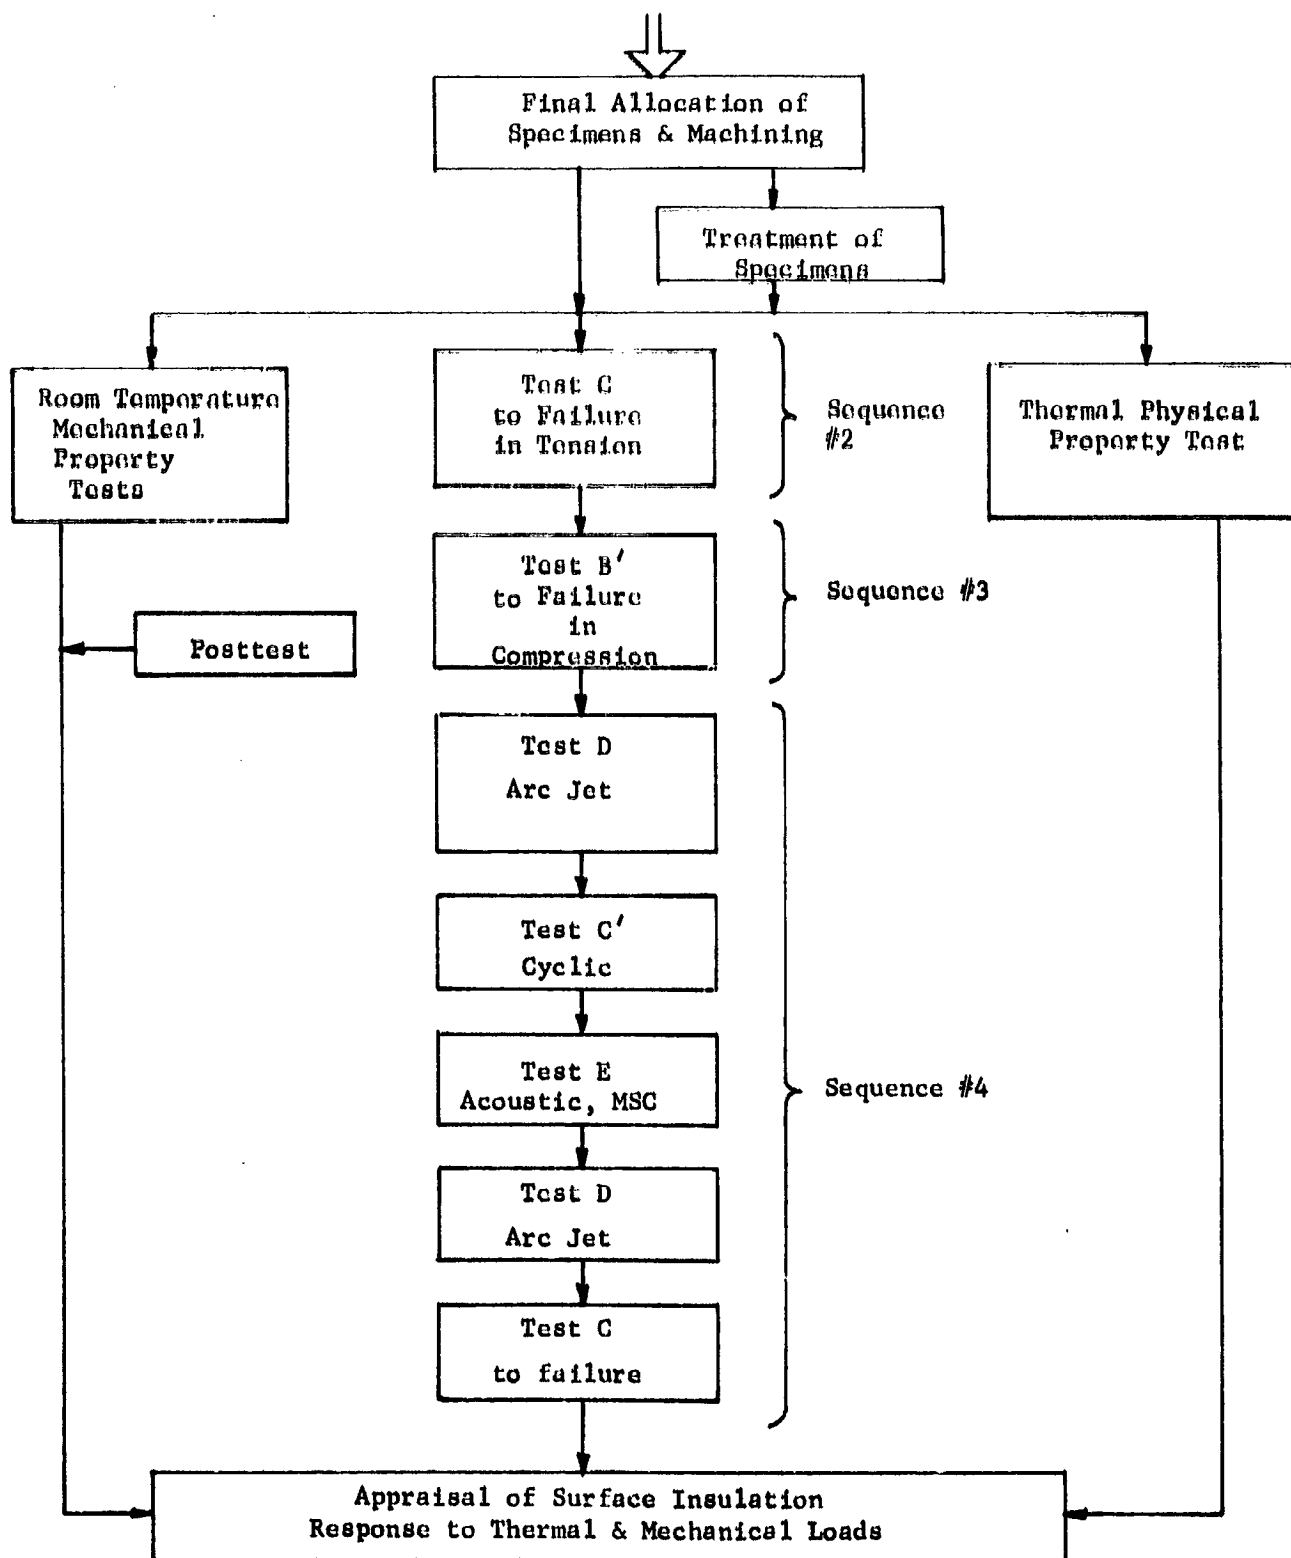 Final Allocation of
Specimens & Machining
Treatment of
Specimens
Room Temperature
Mechanical
Property
Tests
Test C
to Failure
in Tension
Sequence
#2
Thermal Physical
Property Test
Test B'
to Failure
in
Compression
Sequence #3
Posttest
Test D
Arc Jet
Test C'
Cyclic
Test E
Acoustic, MSC
Sequence #4
Test D
Arc Jet
Test C
to failure
Appraisal of Surface Insulation
Response to Thermal & Mechanical Loads